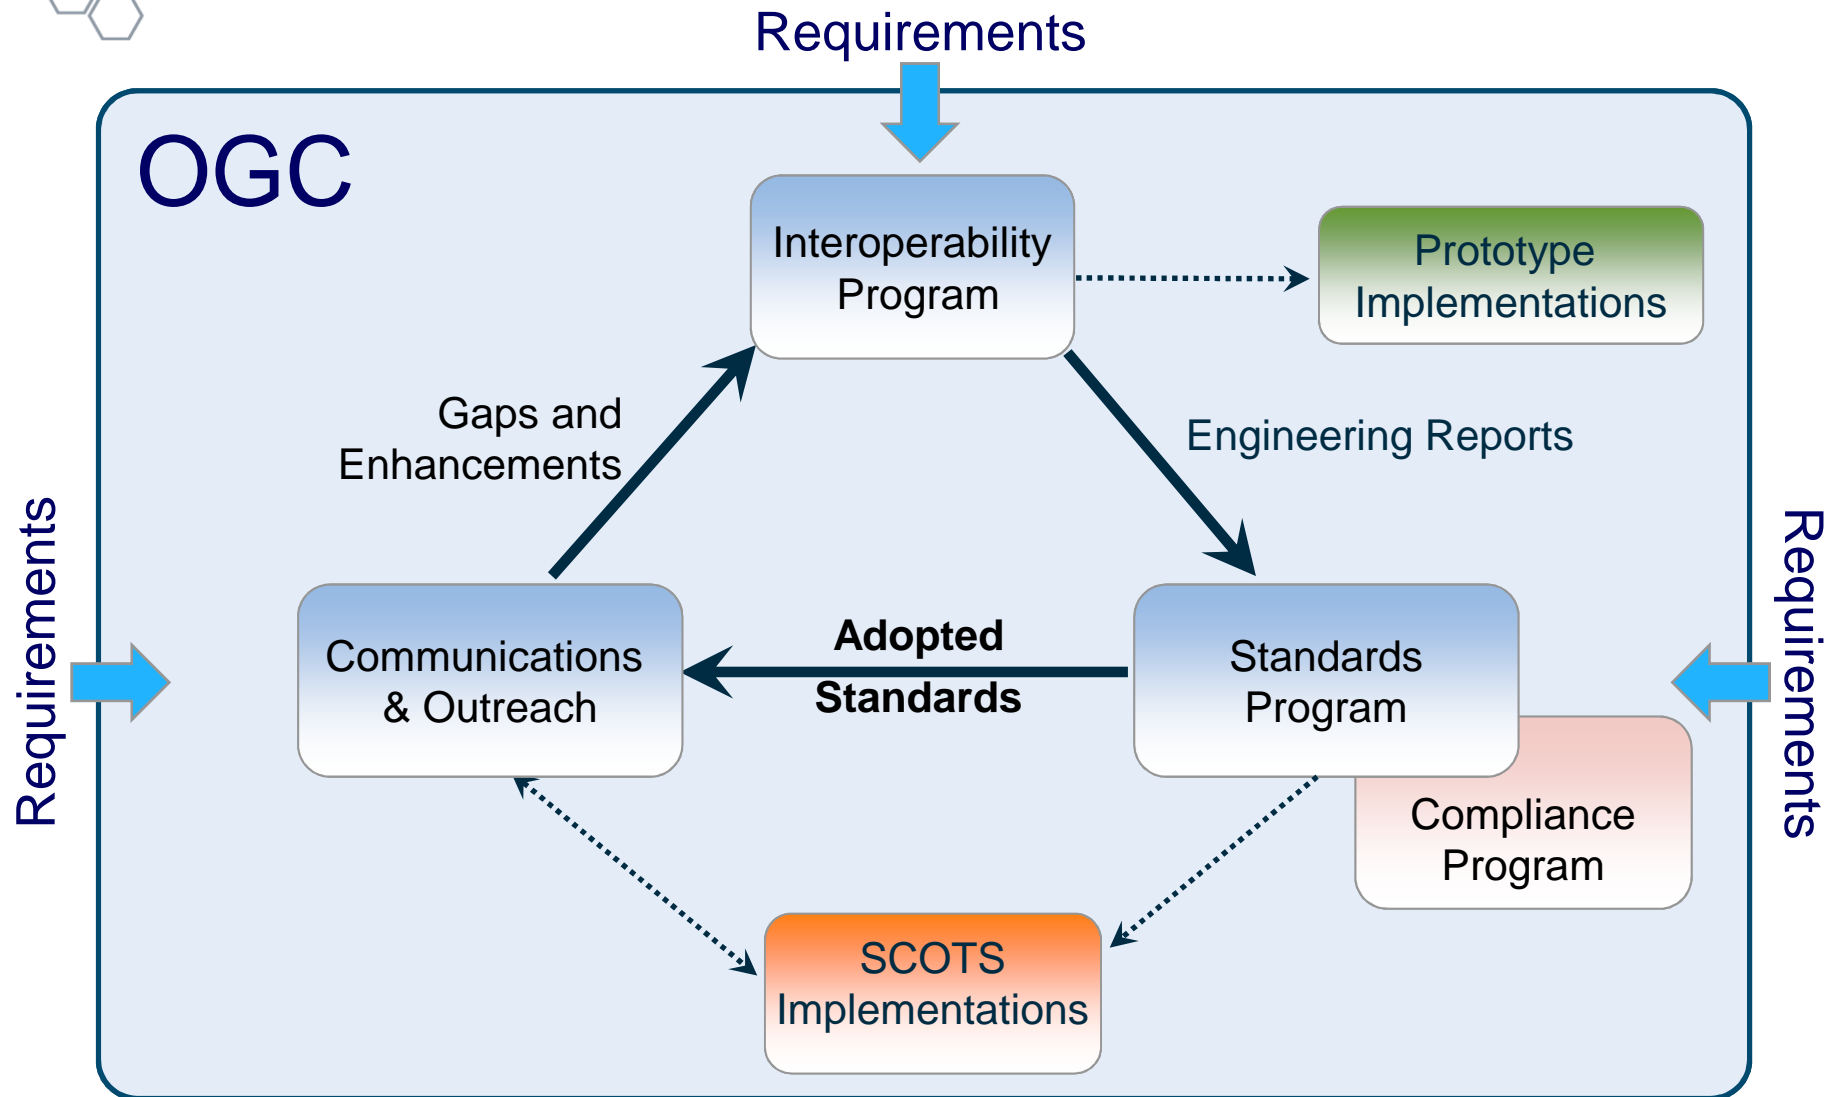 Requirements
OGC
Interoperability
Program
Prototype
Implementations
Gaps and
Enhancements
Engineering Reports
Requirements
Requirements
Communications
& Outreach
Adopted
Standards
Standards
Program
Compliance
Program
SCOTS
Implementations